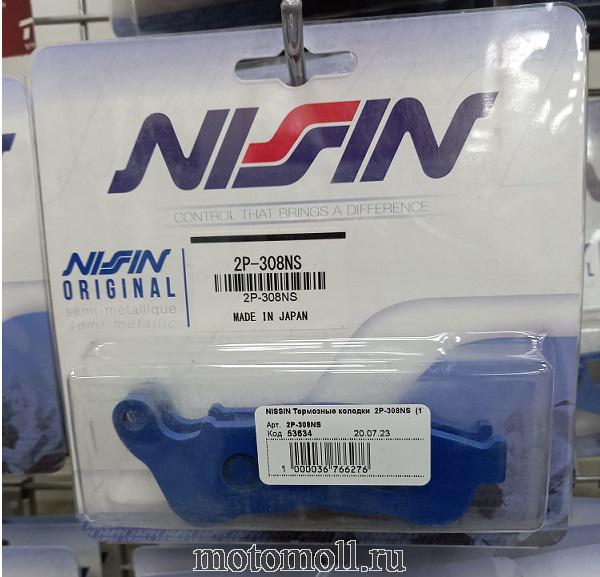 NISSIN
CONTROL THAT BRINGS A DIFFERENCE
NISSIN
ORIGINAL
semi-métallique
semi-metallic
2P-308NS
2P-308NS
MADE IN JAPAN
NISSIN Тормозные колодки 2P-308NS (1
Арт. 2P-308NS
Код 53634 20.07.23
1 000036 766276
www.motomoll.ru